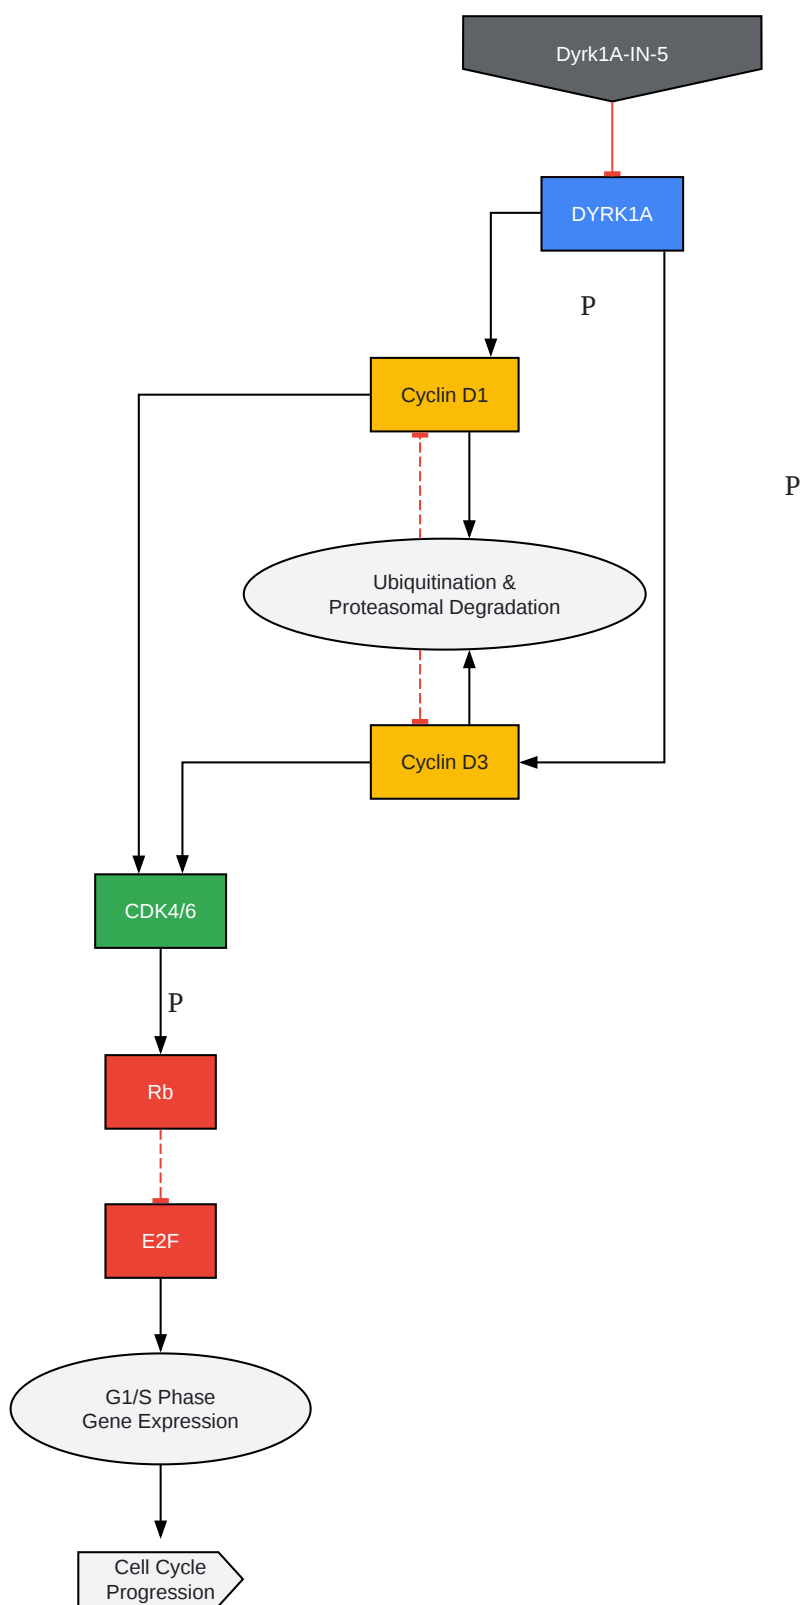 Dyrk1A-IN-5
DYRK1A
P
Cyclin D1
P
Ubiquitination &
Proteasomal Degradation
Cyclin D3
CDK4/6
P
Rb
E2F
G1/S Phase
Gene Expression
Cell Cycle
Progression